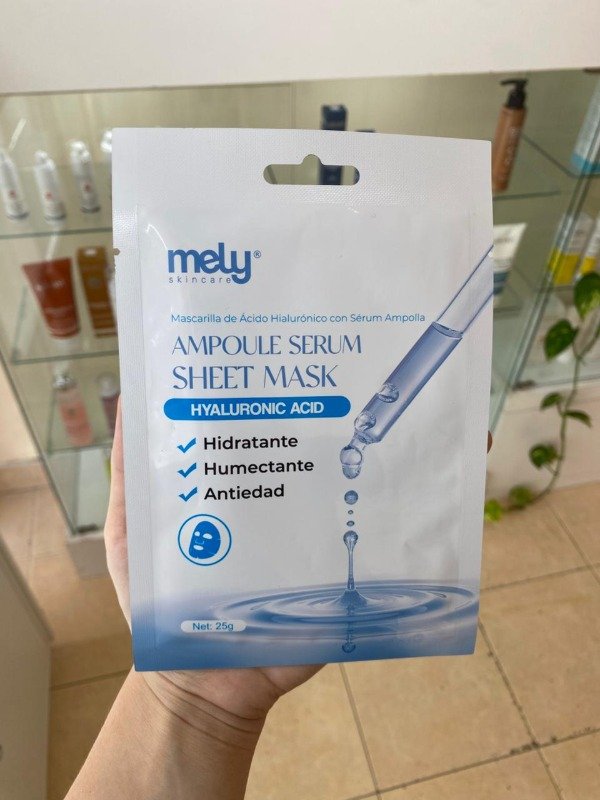 mely®
skincare
Mascarilla de Ácido Hialurónico con Sérum Ampolla
AMPOULE SERUM
SHEET MASK
HYALURONIC ACID
Hidratante
Humectante
Antiedad
Net: 25g